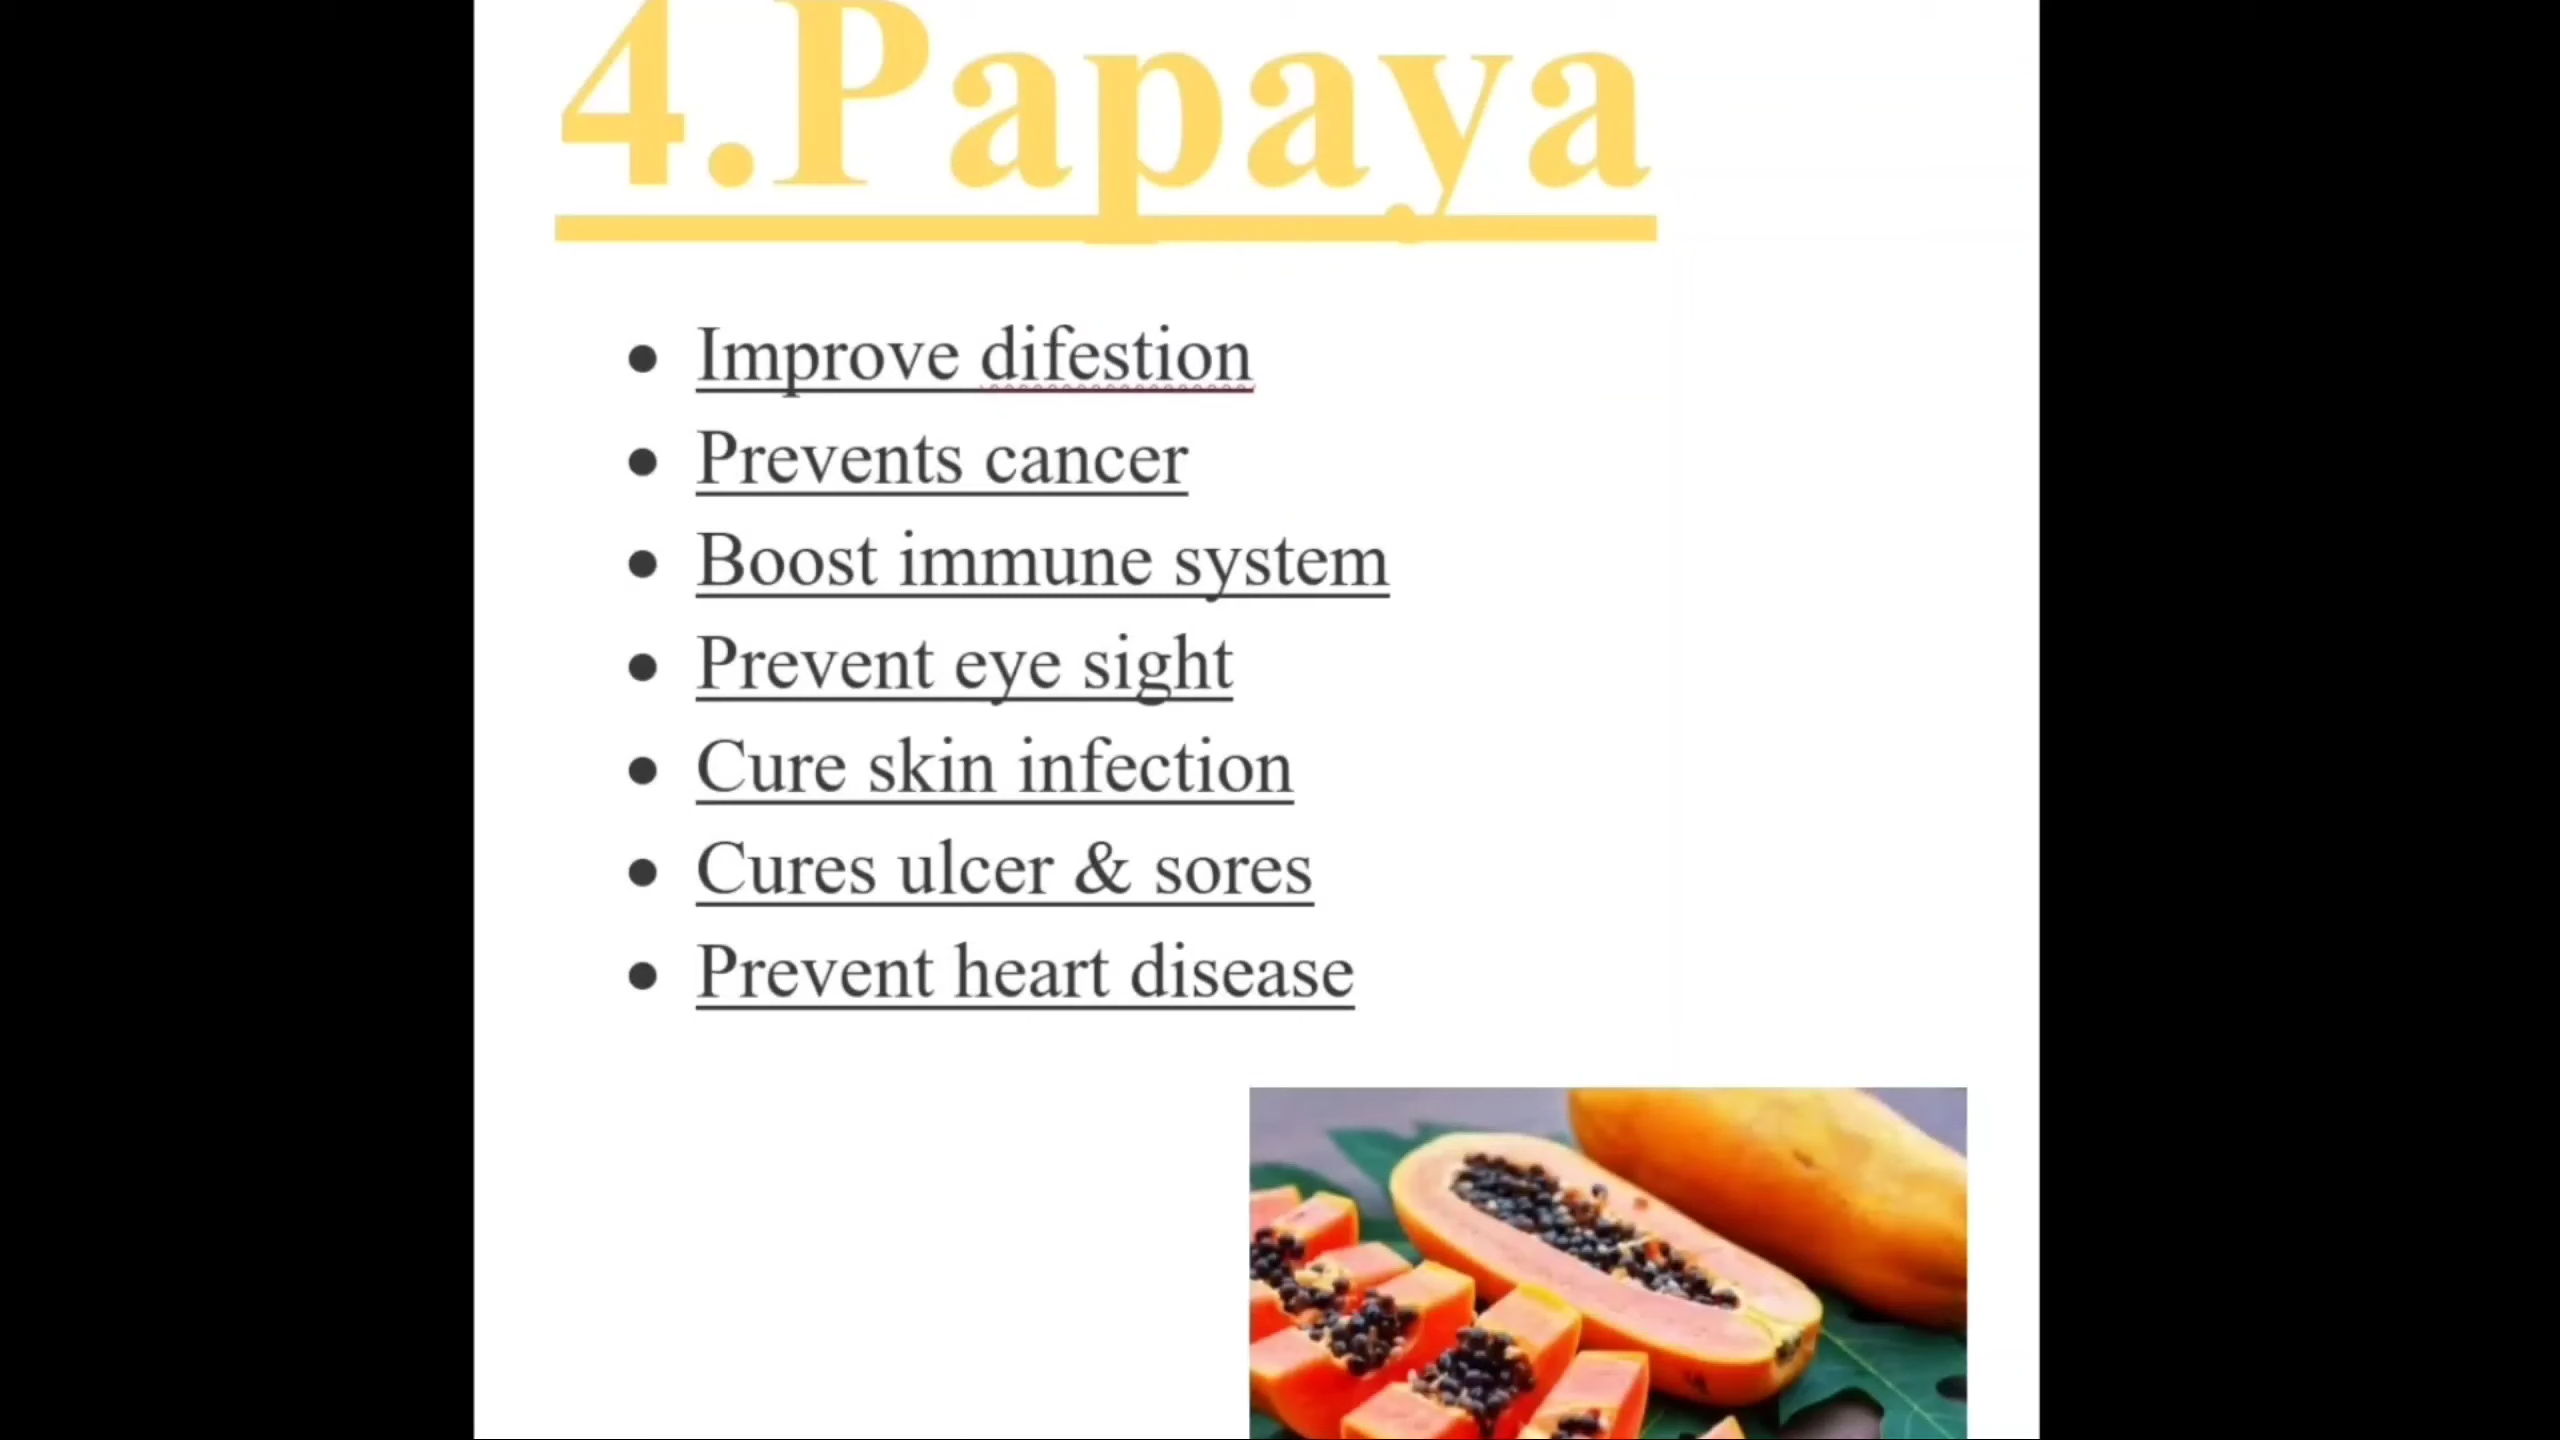 4.Papaya
Improve difestion
Prevents cancer
Boost immune system
Prevent eye sight
Cure skin infection
Cures ulcer & sores
Prevent heart disease